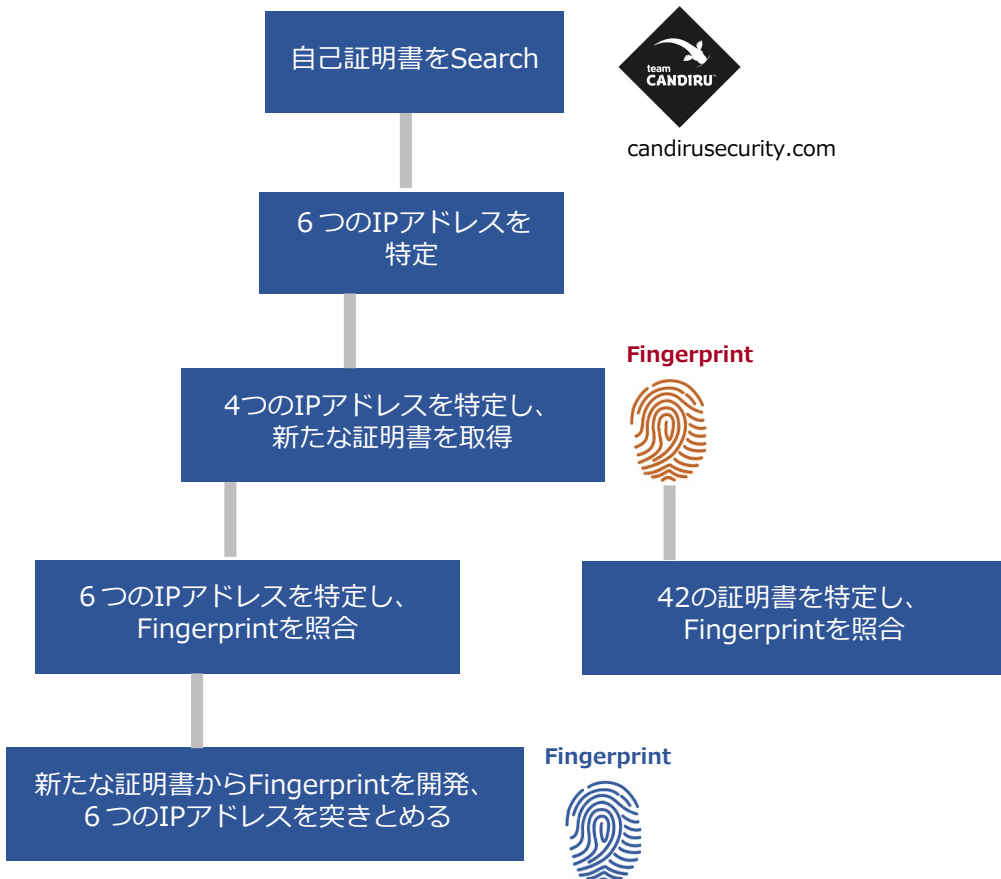 自己証明書をSearch
team
CANDIRU
candirusecurity.com
６つのIPアドレスを
特定
Fingerprint
4つのIPアドレスを特定し、
新たな証明書を取得
６つのIPアドレスを特定し、
Fingerprintを照合
42の証明書を特定し、
Fingerprintを照合
Fingerprint
新たな証明書からFingerprintを開発、
６つのIPアドレスを突きとめる